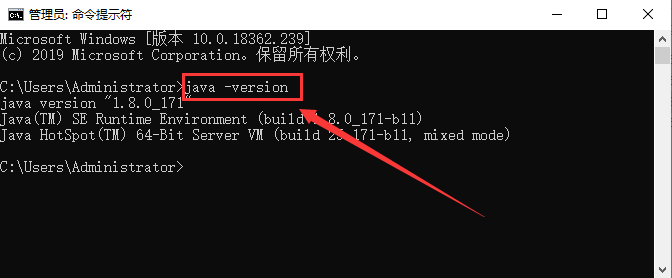 管理员: 命令提示符
Microsoft Windows [版本 10.0.18362.239]
(c) 2019 Microsoft Corporation。保留所有权利。
C:\Users\Administrator>java -version
java version "1.8.0_171"
Java(TM) SE Runtime Environment (build 1.8.0_171-b11)
Java HotSpot(TM) 64-Bit Server VM (build 25.171-b11, mixed mode)
C:\Users\Administrator>